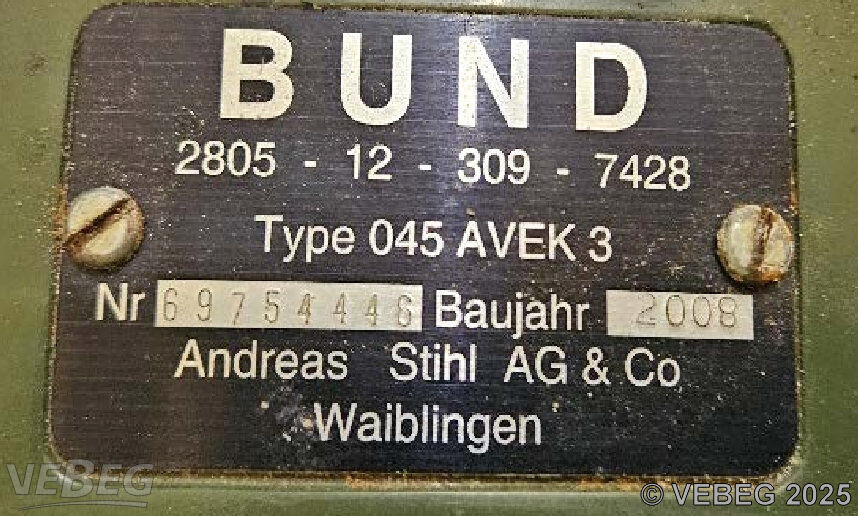 BUND
2805 - 12 - 309 - 7428
Type 045 AVEK 3
Nr 69754446 Baujahr 2008
Andreas Stihl AG & Co
Waiblingen
VEBEG
© VEBEG 2025